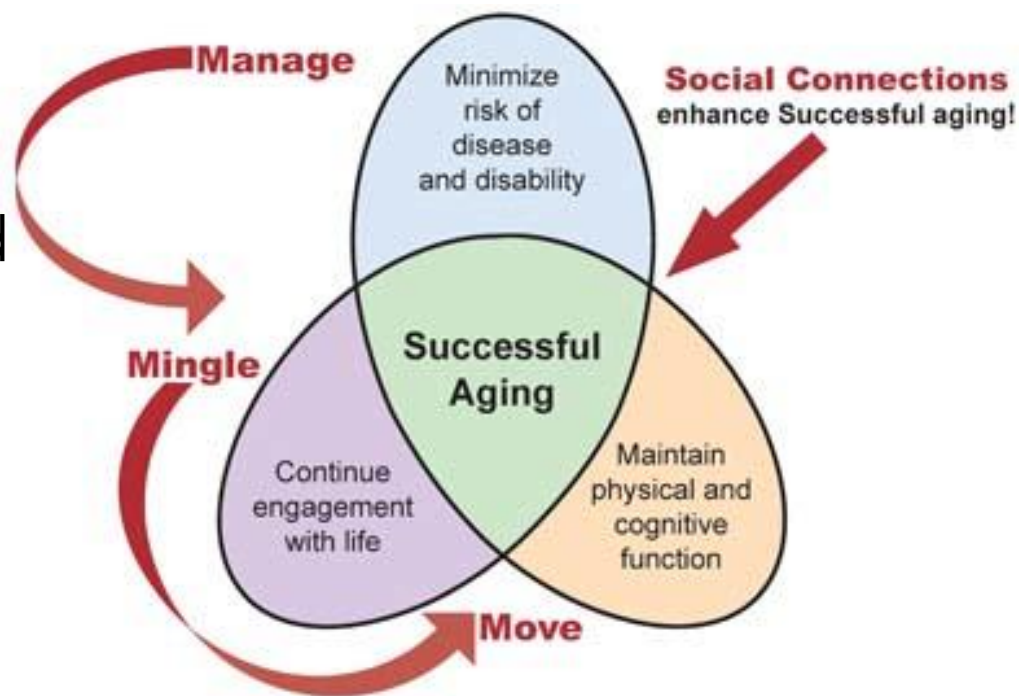 Manage
Minimize
risk of
disease
and disability
Social Connections
enhance Successful aging!
Mingle
Successful
Aging
Continue
engagement
with life
Maintain
physical and
cognitive
function
Move